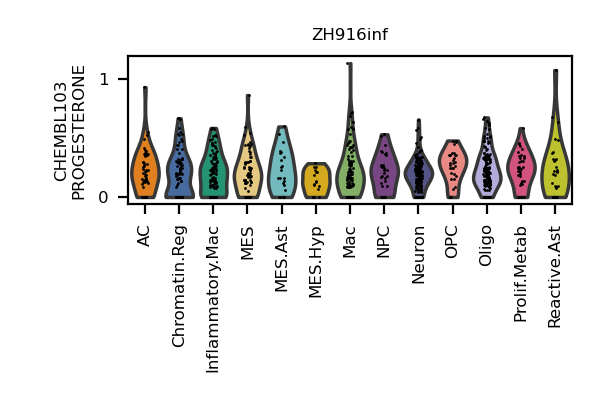 ZH916inf
CHEMBL103
PROGESTERONE
1
0
AC
Chromatin.Reg
Inflammatory.Mac
MES
MES.Ast
MES.Hyp
Mac
NPC
Neuron
OPC
Oligo
Prolif.Metab
Reactive.Ast